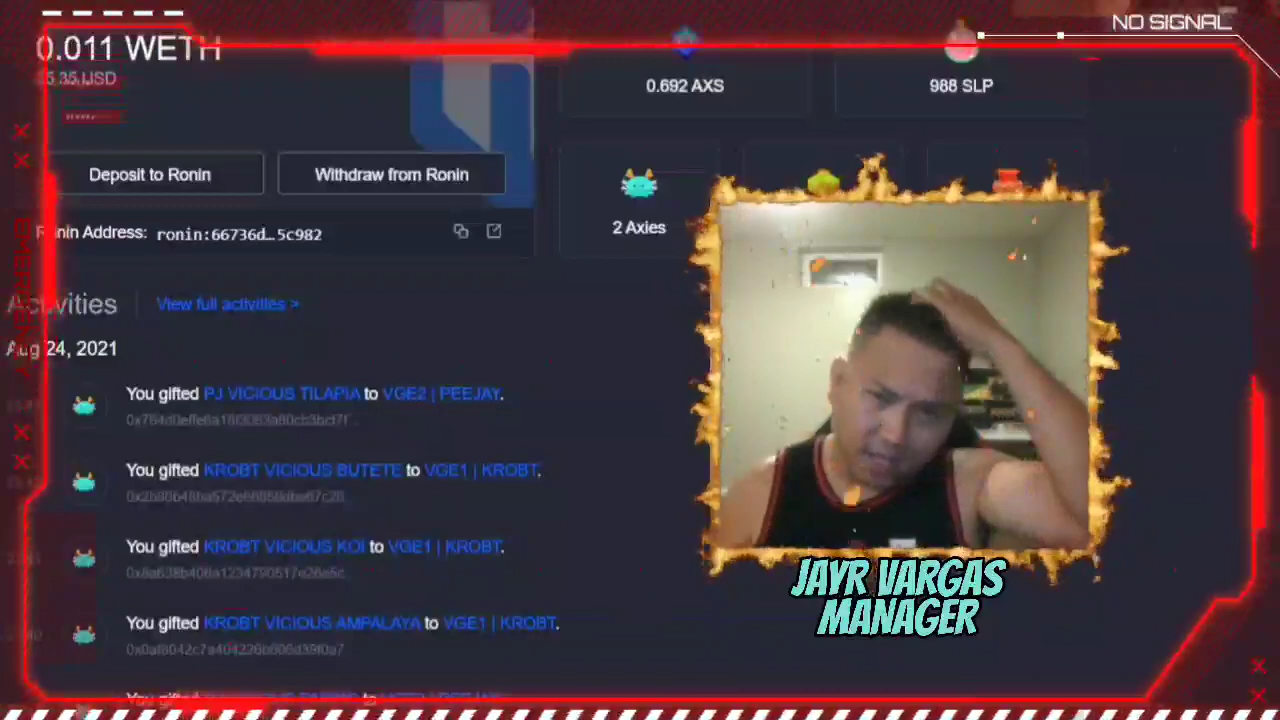 NO SIGNAL
0.011 WETH
0.692 AXS
988 SLP
Deposit to Ronin
Withdraw from Ronin
2 Axies
Ronin Address: ronin:66736d…5c982
Activities
View full activities >
Aug 24, 2021
You gifted PJ VICIOUS TILAPIA to VGE2 | PEEJAY.
You gifted KROBT VICIOUS BUTETE to VGE1 | KROBT.
You gifted KROBT VICIOUS KOI to VGE1 | KROBT.
You gifted KROBT VICIOUS AMPALAYA to VGE1 | KROBT.
JAYR VARGAS
MANAGER